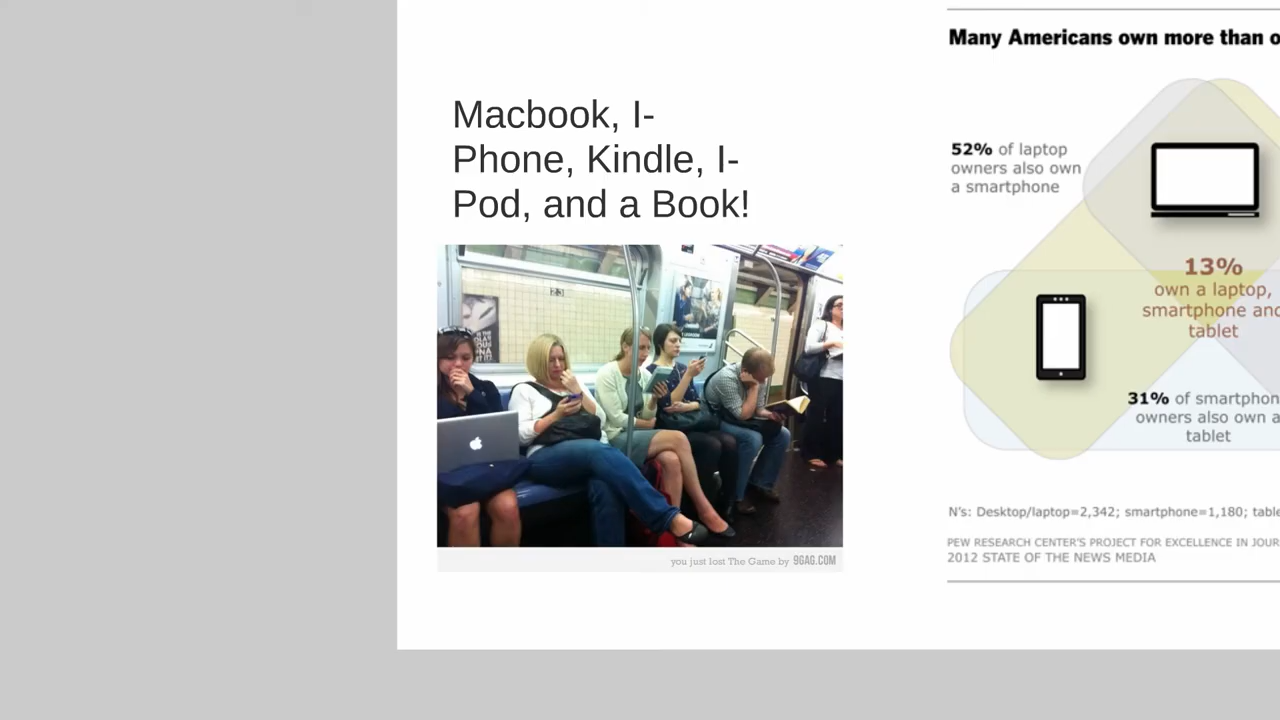 Many Americans own more than o
Macbook, I-
Phone, Kindle, I-
Pod, and a Book!
52% of laptop
owners also own
a smartphone
13%
own a laptop,
smartphone and
tablet
31% of smartphon
owners also own a
tablet
23
you just lost The Game by 9GAG.COM
N's: Desktop/laptop=2,342; smartphone=1,180; table
PEW RESEARCH CENTER'S PROJECT FOR EXCELLENCE IN JOUR
2012 STATE OF THE NEWS MEDIA